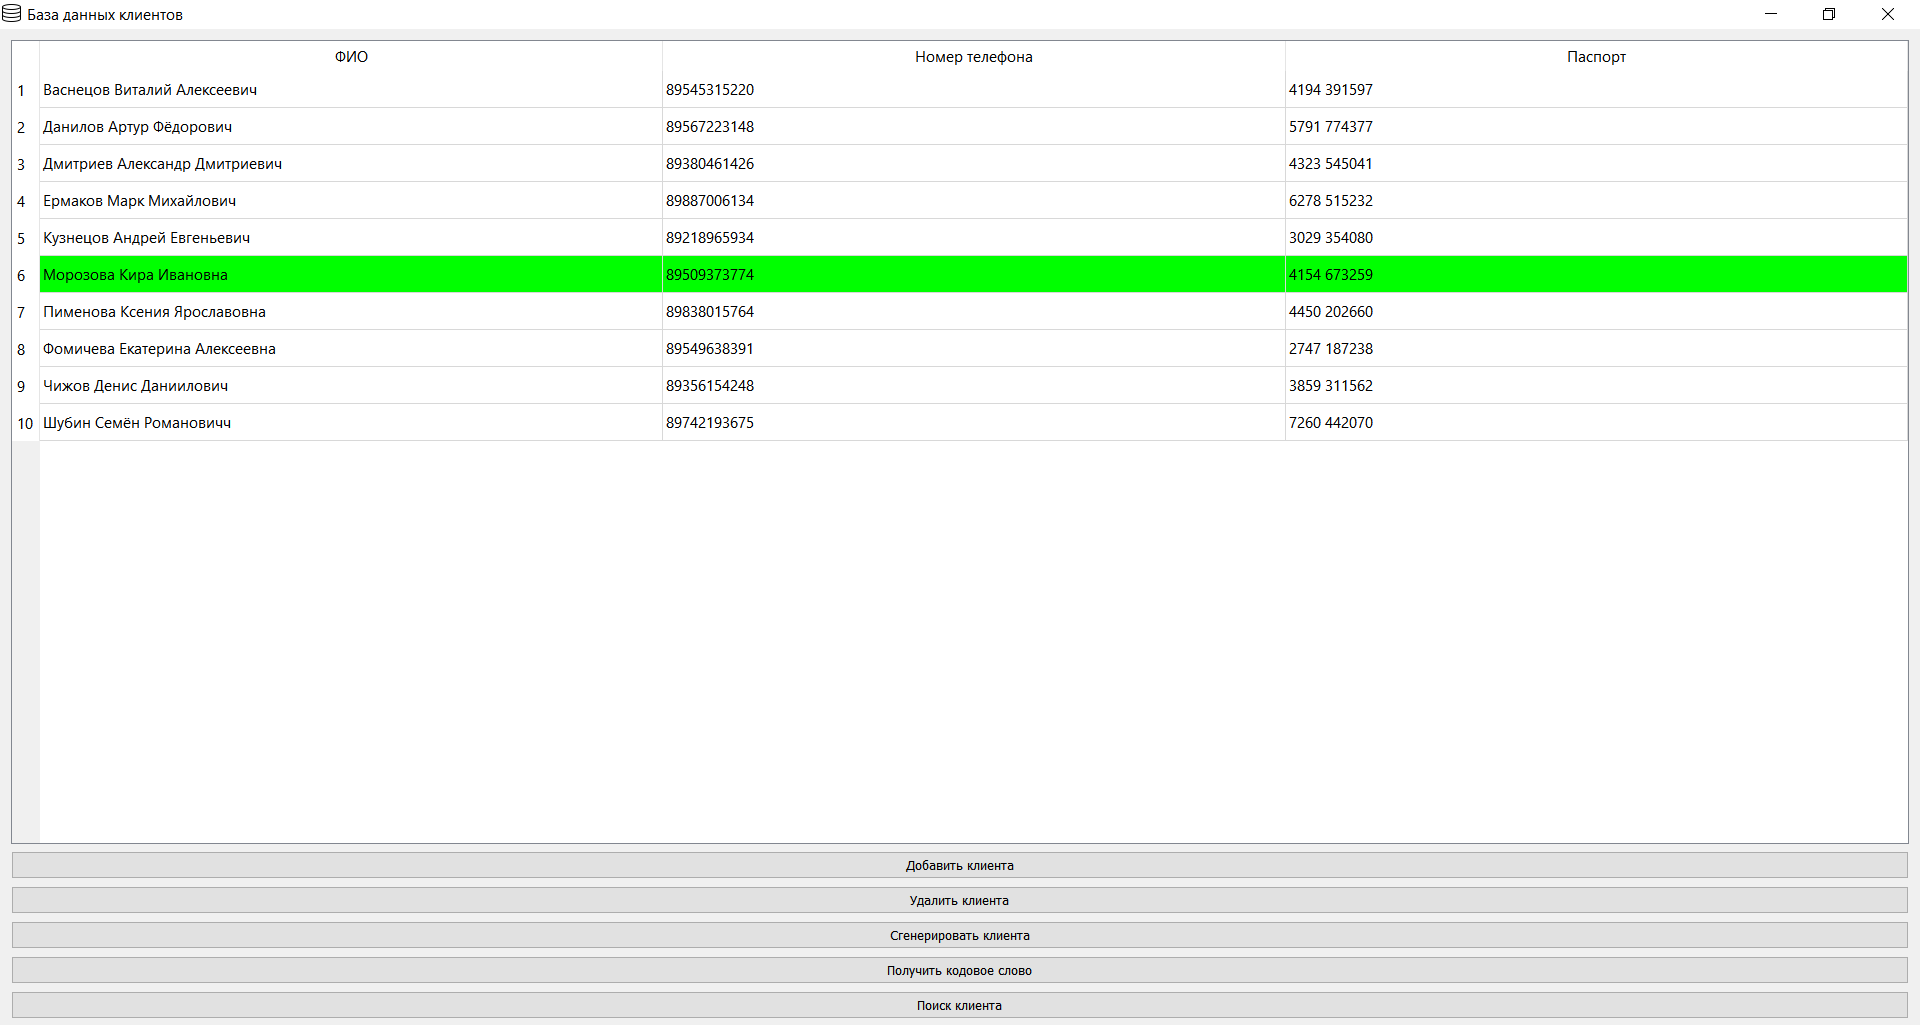 База данных клиентов
ФИО Номер телефона Паспорт
1 Васнецов Виталий Алексеевич 89545315220 4194 391597
2 Данилов Артур Фёдорович 89567223148 5791 774377
3 Дмитриев Александр Дмитриевич 89380461426 4323 545041
4 Ермаков Марк Михайлович 89887006134 6278 515232
5 Кузнецов Андрей Евгеньевич 89218965934 3029 354080
6 Морозова Кира Ивановна 89509373774 4154 673259
7 Пименова Ксения Ярославовна 89838015764 4450 202660
8 Фомичева Екатерина Алексеевна 89549638391 2747 187238
9 Чижов Денис Даниилович 89356154248 3859 311562
10 Шубин Семён Романовичч 89742193675 7260 442070
Добавить клиента
Удалить клиента
Сгенерировать клиента
Получить кодовое слово
Поиск клиента